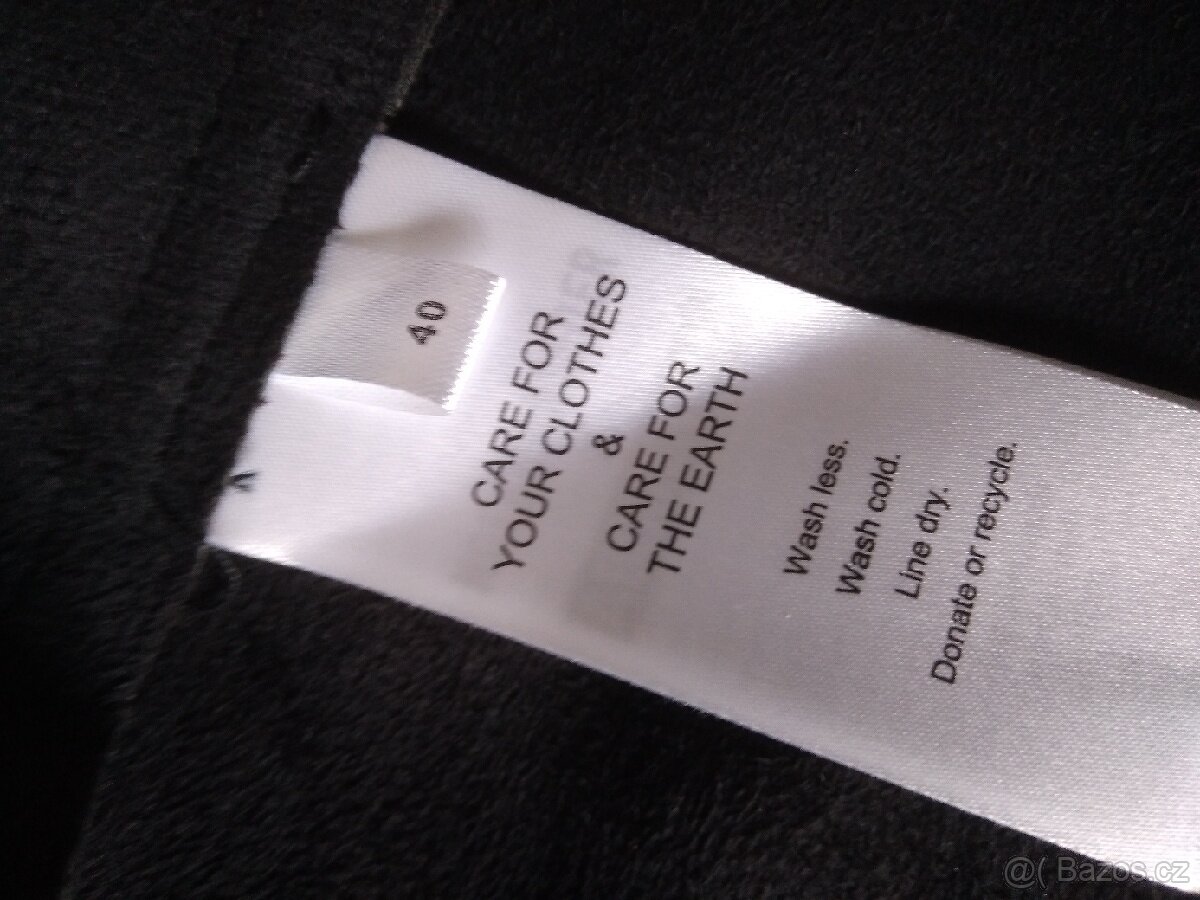 40
CARE FOR
YOUR CLOTHES
&
CARE FOR
THE EARTH
Wash less.
Wash cold.
Line dry.
Donate or recycle.
@( Bazos.cz